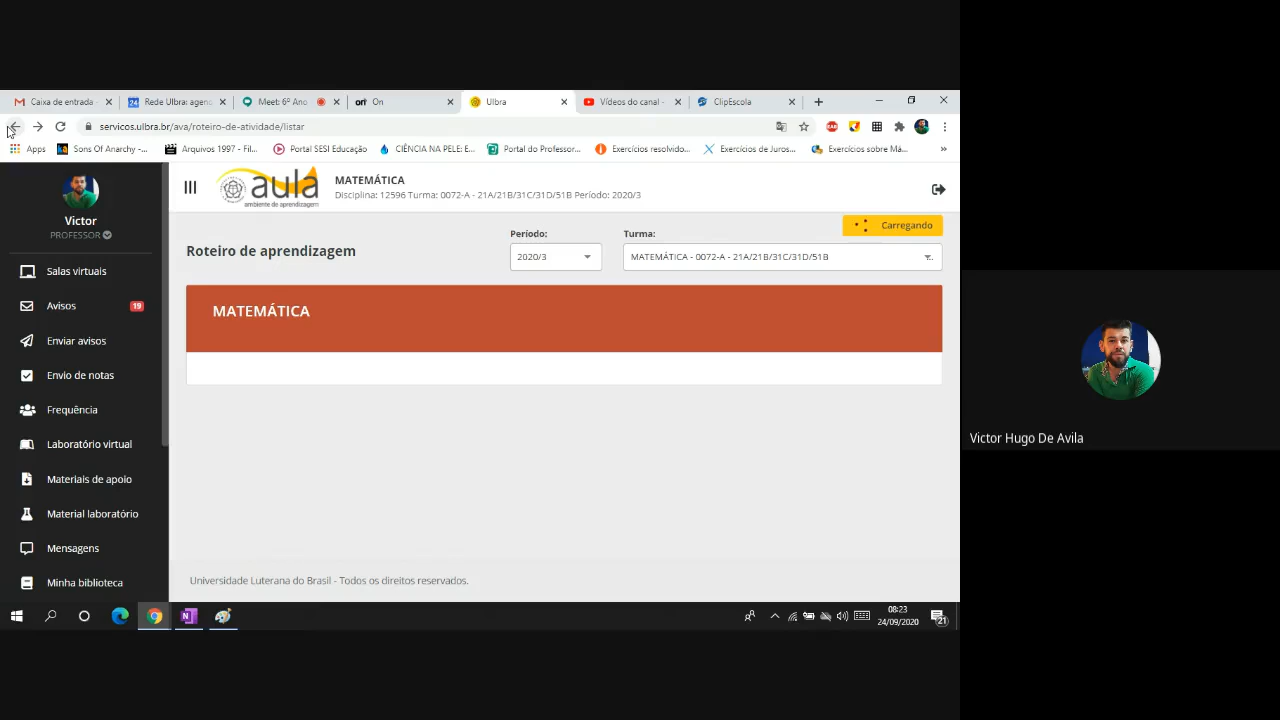 Caixa de entrada
Rede Ulbra: agen
Meet: 6º Ano
On
Ulbra
Vídeos do canal -
ClipEscola
servicos.ulbra.br/ava/roteiro-de-atividade/listar
Apps
Sons Of Anarchy -...
Arquivos 1997 - Fil...
Portal SESI Educação
CIÊNCIA NA PELE: E...
Portal do Professor...
Exercícios resolvido...
Exercícios de Juros...
Exercícios sobre Má...
»
Victor
PROFESSOR
Salas virtuais
Avisos 19
Enviar avisos
Envio de notas
Frequência
Laboratório virtual
Materiais de apoio
Material laboratório
Mensagens
Minha biblioteca
aula
ambiente de aprendizagem
MATEMÁTICA
Disciplina: 12596 Turma: 0072-A - 21A/21B/31C/31D/51B Período: 2020/3
Carregando
Roteiro de aprendizagem
Período:
2020/3
Turma:
MATEMÁTICA - 0072-A - 21A/21B/31C/31D/51B
MATEMÁTICA
Universidade Luterana do Brasil - Todos os direitos reservados.
08:23
24/09/2020
21
Victor Hugo De Avila